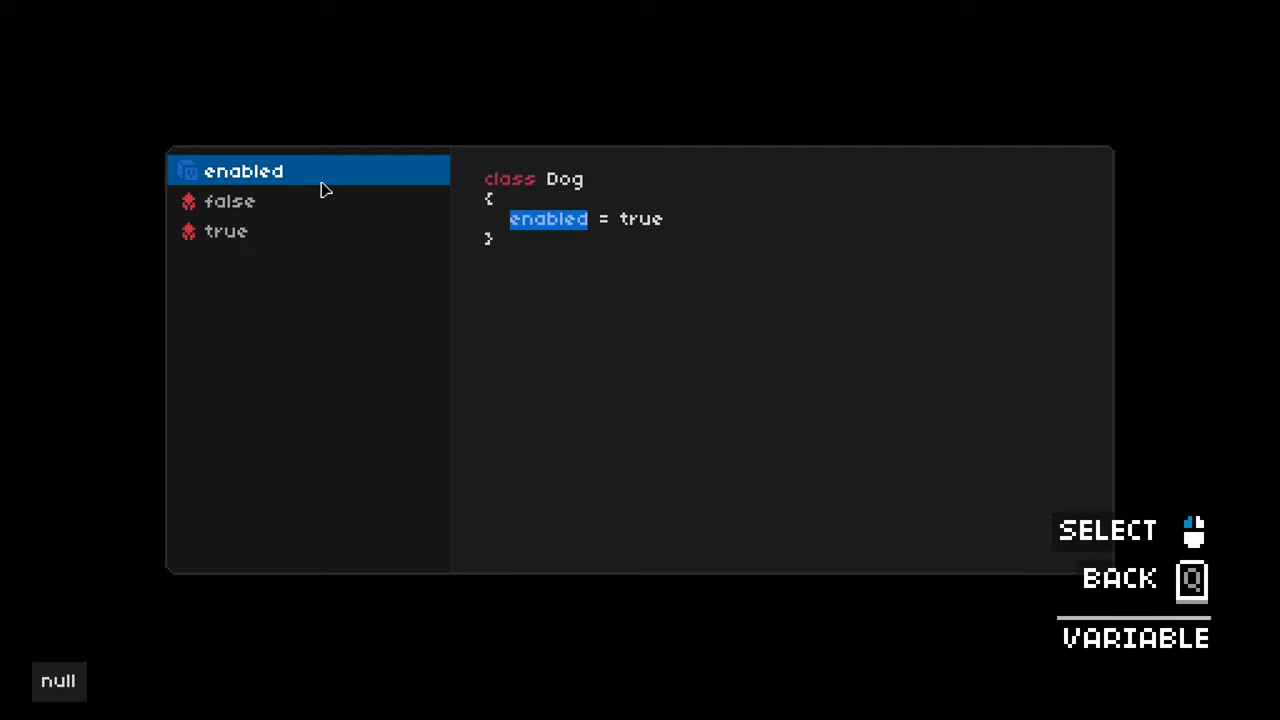 enabled
false
true
class Dog
{
enabled = true
}
SELECT
BACK Q
VARIABLE
null